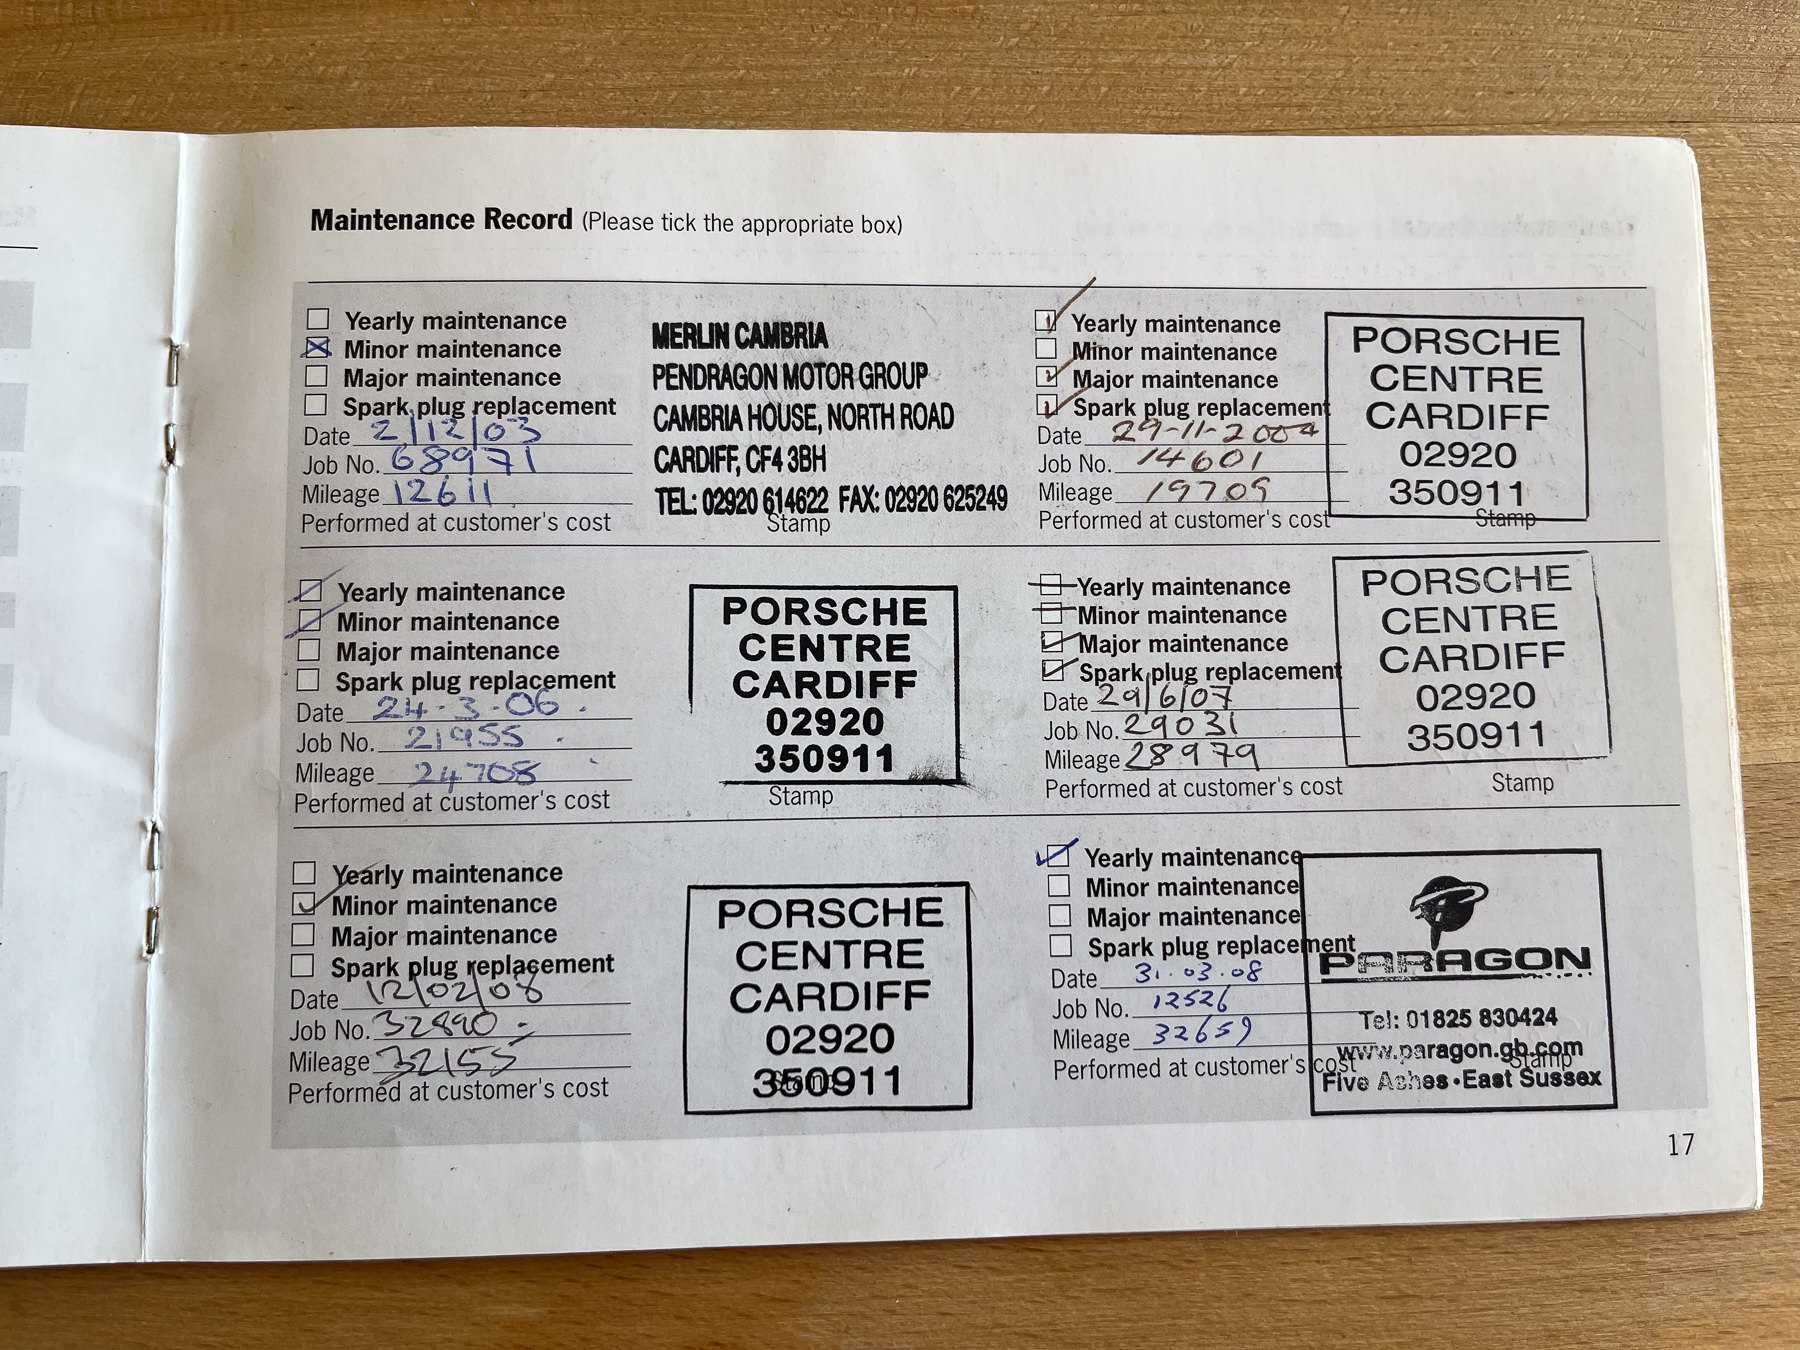 Maintenance Record (Please tick the appropriate box)
Yearly maintenance
Minor maintenance
Major maintenance
Spark plug replacement
Date 2/12/03
Job No. 68971
Mileage 12611
Performed at customer's cost
MERLIN CAMBRIA
PENDRAGON MOTOR GROUP
CAMBRIA HOUSE, NORTH ROAD
CARDIFF, CF4 3BH
TEL: 02920 614622 FAX: 02920 625249
Stamp
Yearly maintenance
Minor maintenance
Major maintenance
Spark plug replacement
Date 29-11-2004
Job No. 14601
Mileage 19709
Performed at customer's cost
PORSCHE
CENTRE
CARDIFF
02920
350911
Stamp
Yearly maintenance
Minor maintenance
Major maintenance
Spark plug replacement
Date 24.3.06.
Job No. 21955
Mileage 24708
Performed at customer's cost
PORSCHE
CENTRE
CARDIFF
02920
350911
Stamp
Yearly maintenance
Minor maintenance
Major maintenance
Spark plug replacement
Date 29/6/07
Job No. 29031
Mileage 28979
Performed at customer's cost
PORSCHE
CENTRE
CARDIFF
02920
350911
Stamp
Yearly maintenance
Minor maintenance
Major maintenance
Spark plug replacement
Date 12/02/08
Job No. 32890
Mileage 32155
Performed at customer's cost
PORSCHE
CENTRE
CARDIFF
02920
350911
Stamp
Yearly maintenance
Minor maintenance
Major maintenance
Spark plug replacement
Date 31.03.08
Job No. 12526
Mileage 32659
Performed at customer's cost
PARAGON
Tel: 01825 830424
www.paragon.gb.com
Stamp
Five Ashes • East Sussex
17